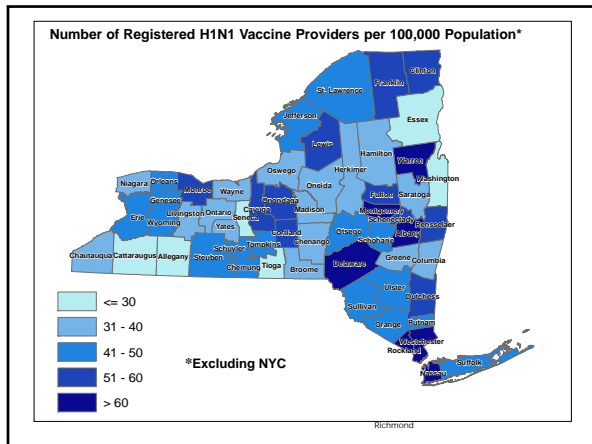 Number of Registered H1N1 Vaccine Providers per 100,000 Population*
Clinton
Franklin
St. Lawrence
Essex
Jefferson
Lewis
Hamilton
Warren
Washington
Oswego
Herkimer
Oneida
Niagara
Orleans
Monroe
Wayne
Fulton
Saratoga
Genesee
Onondaga
Madison
Montgomery
Cayuga
Ontario
Seneca
Schenectady
Rensselaer
Erie
Livingston
Wyoming
Yates
Cortland
Otsego
Albany
Chenango
Schoharie
Tompkins
Schuyler
Chautauqua
Cattaraugus
Allegany
Steuben
Chemung
Tioga
Broome
Delaware
Greene
Columbia
<= 30
31 - 40
41 - 50
51 - 60
> 60
Ulster
Dutchess
Sullivan
Orange
Putnam
Westchester
Rockland
Suffolk
Nassau
*Excluding NYC
Richmond